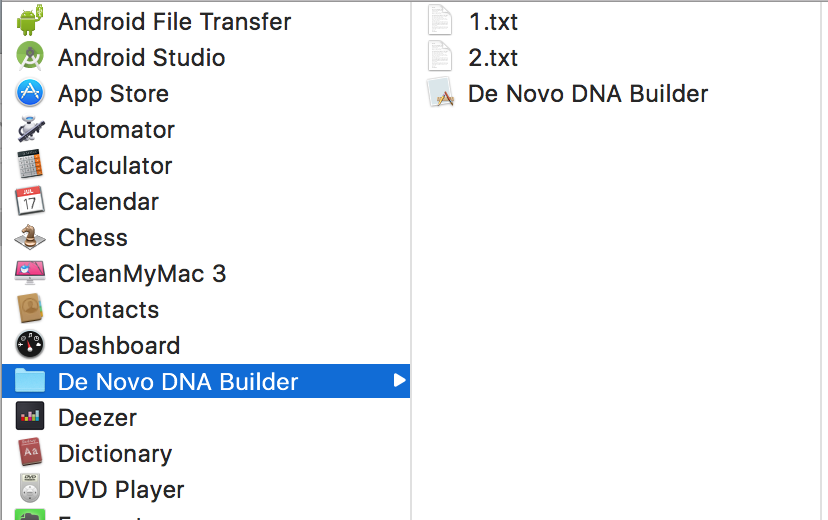 Android File Transfer
Android Studio
App Store
Automator
Calculator
JUL
17
Calendar
Chess
CleanMyMac 3
Contacts
Dashboard
De Novo DNA Builder
Deezer
Aa
Dictionary
DVD
DVD Player
1.txt
2.txt
De Novo DNA Builder